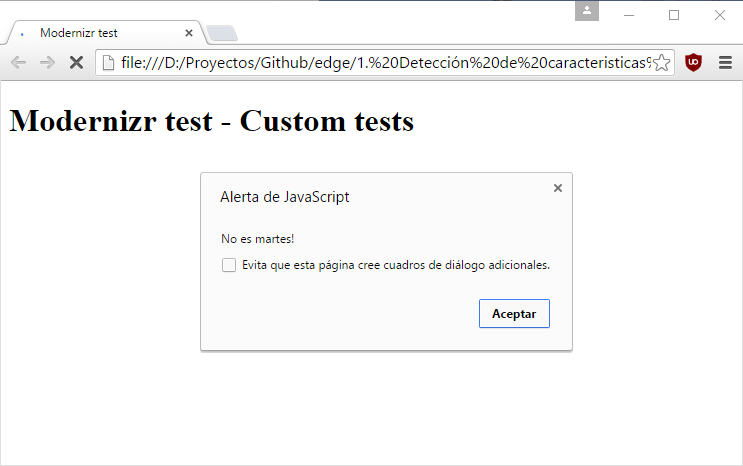 Modernizr test
file:///D:/Proyectos/Github/edge/1.%20Detección%20de%20caracteristicas%
Modernizr test - Custom tests
Alerta de JavaScript
No es martes!
Evita que esta página cree cuadros de diálogo adicionales.
Aceptar